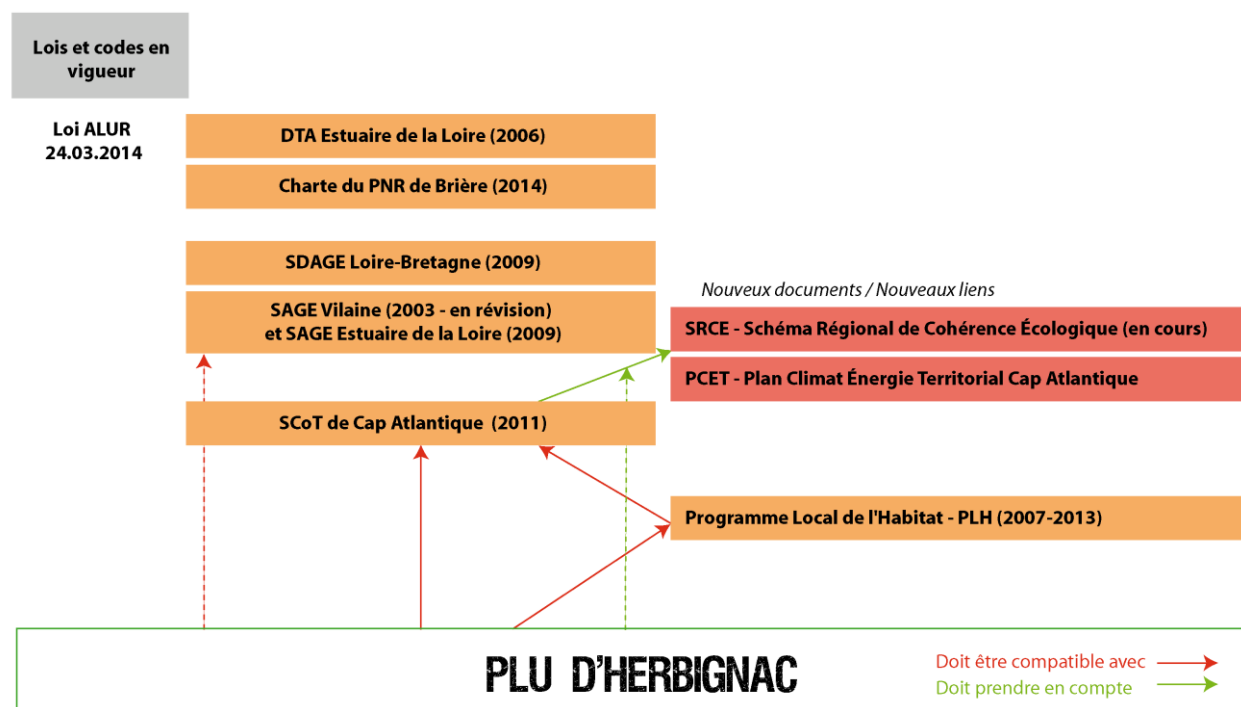 Lois et codes en
vigueur
Loi ALUR
24.03.2014
DTA Estuaire de la Loire (2006)
Charte du PNR de Brière (2014)
SDAGE Loire-Bretagne (2009)
SAGE Vilaine (2003 - en révision)
et SAGE Estuaire de la Loire (2009)
Nouveux documents / Nouveaux liens
SRCE - Schéma Régional de Cohérence Écologique (en cours)
PCET - Plan Climat Énergie Territorial Cap Atlantique
SCoT de Cap Atlantique (2011)
Programme Local de l'Habitat - PLH (2007-2013)
PLU D'HERBIGNAC
Doit être compatible avec
Doit prendre en compte